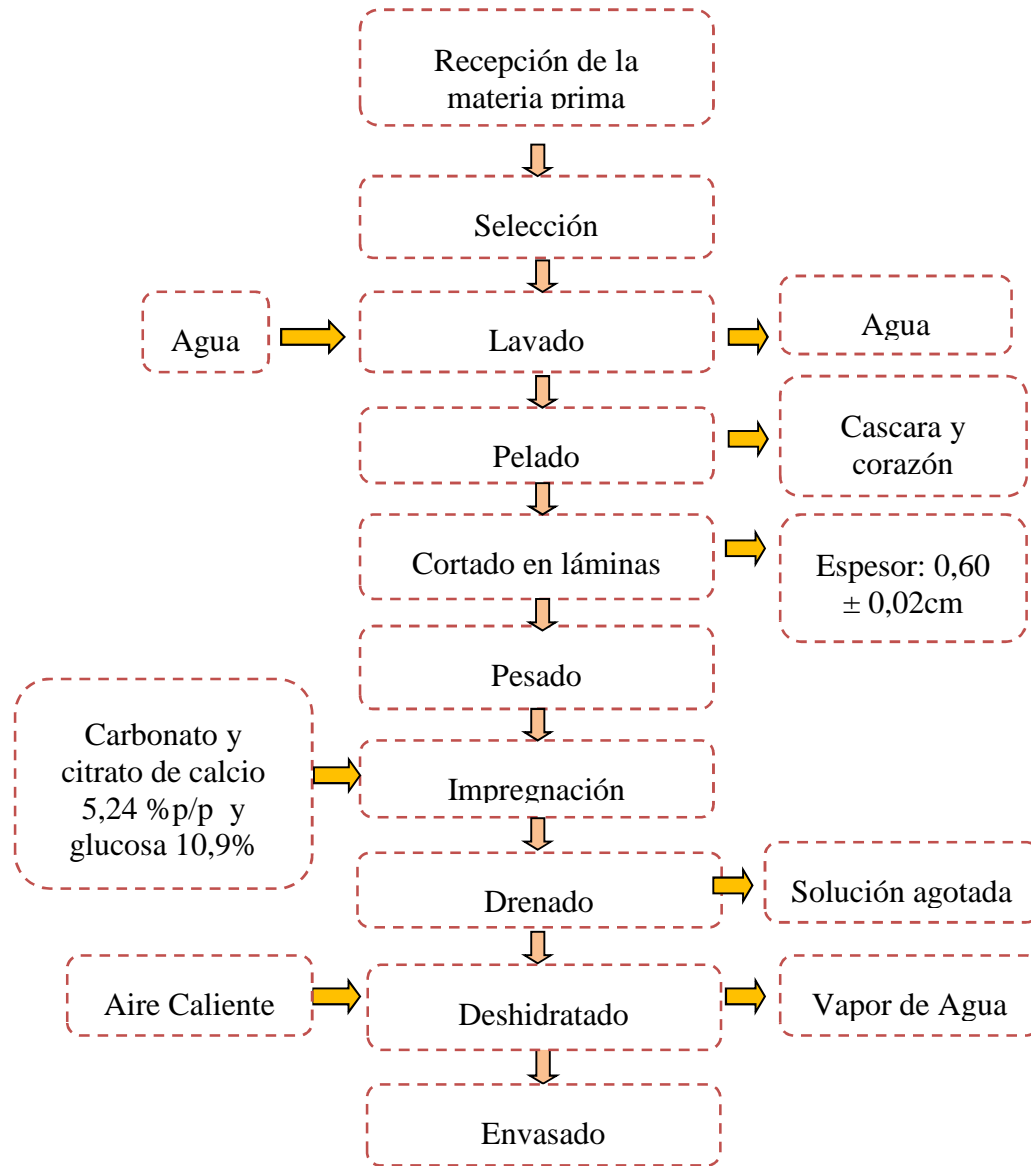 Recepción de la
materia prima
Selección
Agua
Lavado
Agua
Pelado
Cascara y
corazón
Cortado en láminas
Espesor: 0,60
± 0,02cm
Pesado
Carbonato y
citrato de calcio
5,24 %p/p y
glucosa 10,9%
Impregnación
Drenado
Solución agotada
Aire Caliente
Deshidratado
Vapor de Agua
Envasado